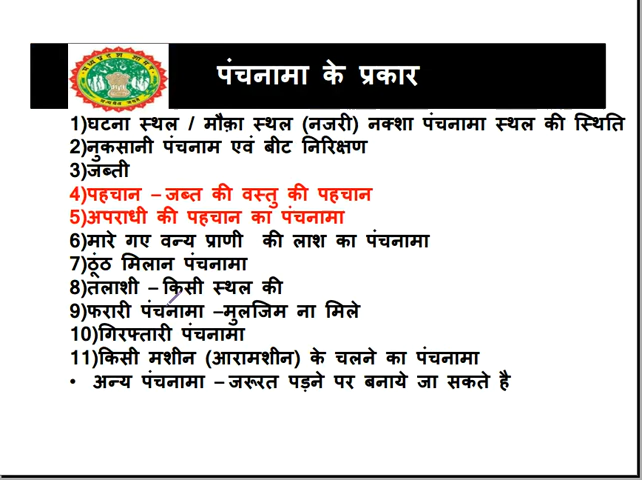 पंचनामा के प्रकार
1)घटना स्थल / मौक़ा स्थल (नजरी) नक्शा पंचनामा स्थल की स्थिति
2)नुकसानी पंचनाम एवं बीट निरिक्षण
3)जब्ती
4)पहचान – जब्त की वस्तु की पहचान
5)अपराधी की पहचान का पंचनामा
6)मारे गए वन्य प्राणी की लाश का पंचनामा
7)ठूंठ मिलान पंचनामा
8)तलाशी – किसी स्थल की
9)फरारी पंचनामा –मुलजिम ना मिले
10)गिरफ्तारी पंचनामा
11)किसी मशीन (आरामशीन) के चलने का पंचनामा
• अन्य पंचनामा – जरूरत पड़ने पर बनाये जा सकते है